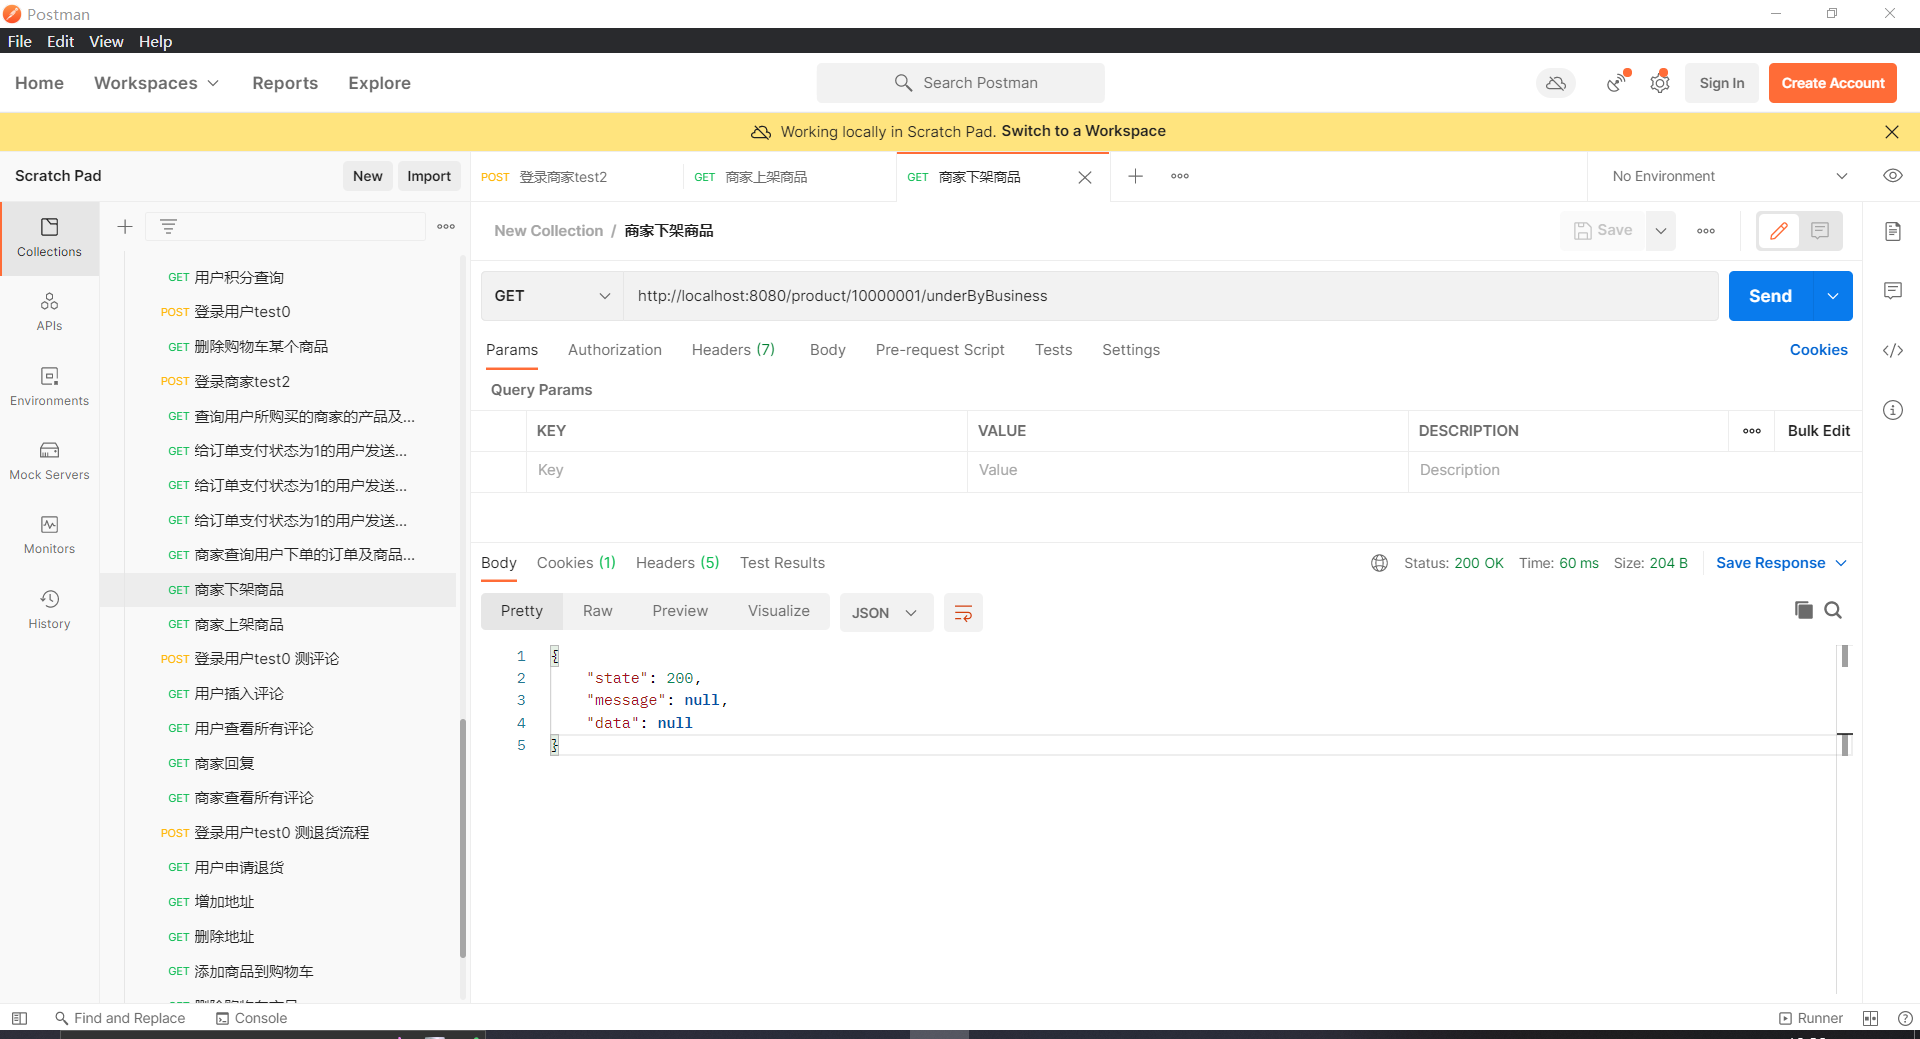 Postman
File Edit View Help
Home Workspaces Reports Explore
Search Postman
Sign In Create Account
Working locally in Scratch Pad. Switch to a Workspace
Scratch Pad New Import
POST 登录商家test2 GET 商家上架商品 GET 商家下架商品
No Environment
Collections
APIs
Environments
Mock Servers
Monitors
History
GET 用户积分查询
POST 登录用户test0
GET 删除购物车某个商品
POST 登录商家test2
GET 查询用户所购买的商家的产品及...
GET 给订单支付状态为1的用户发送...
GET 给订单支付状态为1的用户发送...
GET 给订单支付状态为1的用户发送...
GET 商家查询用户下单的订单及商品...
GET 商家下架商品
GET 商家上架商品
POST 登录用户test0 测评论
GET 用户插入评论
GET 用户查看所有评论
GET 商家回复
GET 商家查看所有评论
POST 登录用户test0 测退货流程
GET 用户申请退货
GET 增加地址
GET 删除地址
GET 添加商品到购物车
New Collection / 商家下架商品
Save
GET http://localhost:8080/product/10000001/underByBusiness
Send
Params Authorization Headers (7) Body Pre-request Script Tests Settings Cookies
Query Params
KEY VALUE DESCRIPTION Bulk Edit
Key Value Description
Body Cookies (1) Headers (5) Test Results
Status: 200 OK Time: 60 ms Size: 204 B Save Response
Pretty Raw Preview Visualize JSON
1 {
2 "state": 200,
3 "message": null,
4 "data": null
5 }
Find and Replace Console
Runner